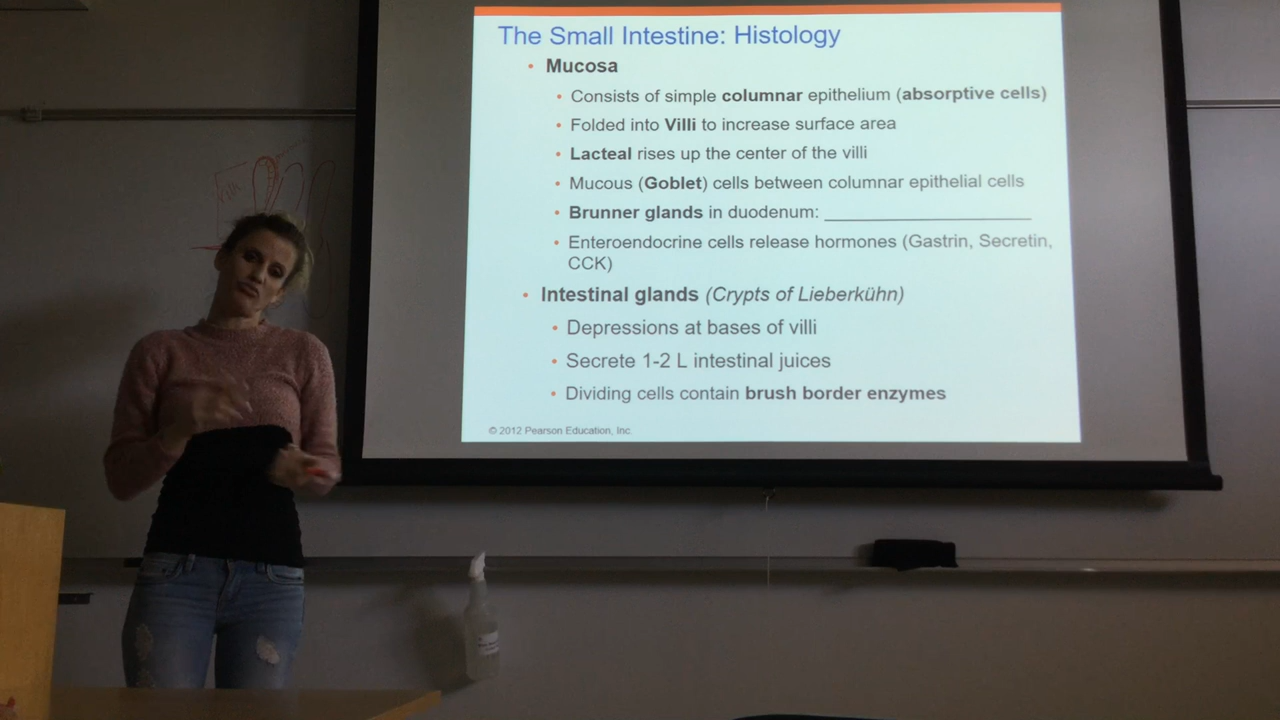 The Small Intestine: Histology
• Mucosa
• Consists of simple columnar epithelium (absorptive cells)
• Folded into Villi to increase surface area
• Lacteal rises up the center of the villi
• Mucous (Goblet) cells between columnar epithelial cells
• Brunner glands in duodenum: ____________________
• Enteroendocrine cells release hormones (Gastrin, Secretin,
CCK)
• Intestinal glands (Crypts of Lieberkühn)
• Depressions at bases of villi
• Secrete 1-2 L intestinal juices
• Dividing cells contain brush border enzymes
© 2012 Pearson Education, Inc.